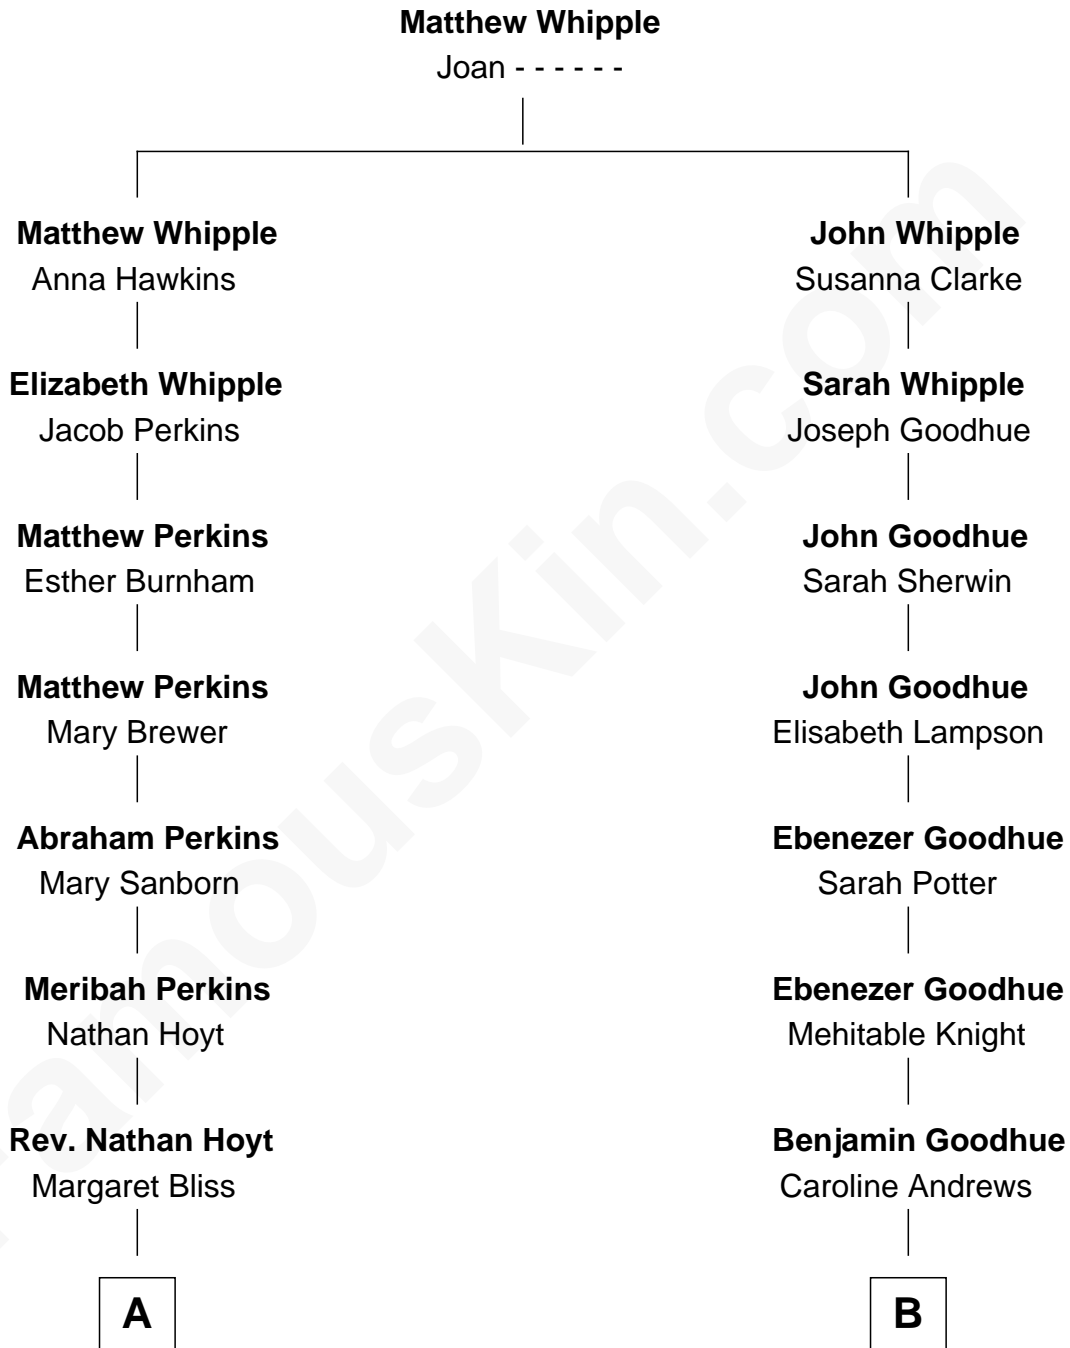 Matthew Whipple
Joan - - - - - -
Matthew Whipple
Anna Hawkins
John Whipple
Susanna Clarke
Elizabeth Whipple
Jacob Perkins
Sarah Whipple
Joseph Goodhue
Matthew Perkins
Esther Burnham
John Goodhue
Sarah Sherwin
Matthew Perkins
Mary Brewer
John Goodhue
Elisabeth Lampson
Abraham Perkins
Mary Sanborn
Ebenezer Goodhue
Sarah Potter
Meribah Perkins
Nathan Hoyt
Ebenezer Goodhue
Mehitable Knight
Rev. Nathan Hoyt
Margaret Bliss
Benjamin Goodhue
Caroline Andrews
A
B
FamousKin.com